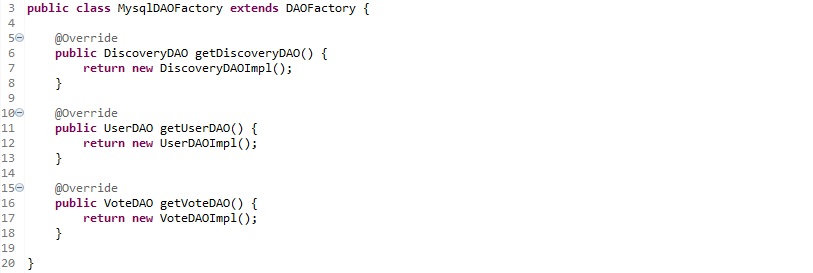 3 public class MysqlDAOFactory extends DAOFactory {
4
5 @Override
6 public DiscoveryDAO getDiscoveryDAO() {
7 return new DiscoveryDAOImpl();
8 }
9
10 @Override
11 public UserDAO getUserDAO() {
12 return new UserDAOImpl();
13 }
14
15 @Override
16 public VoteDAO getVoteDAO() {
17 return new VoteDAOImpl();
18 }
19
20 }